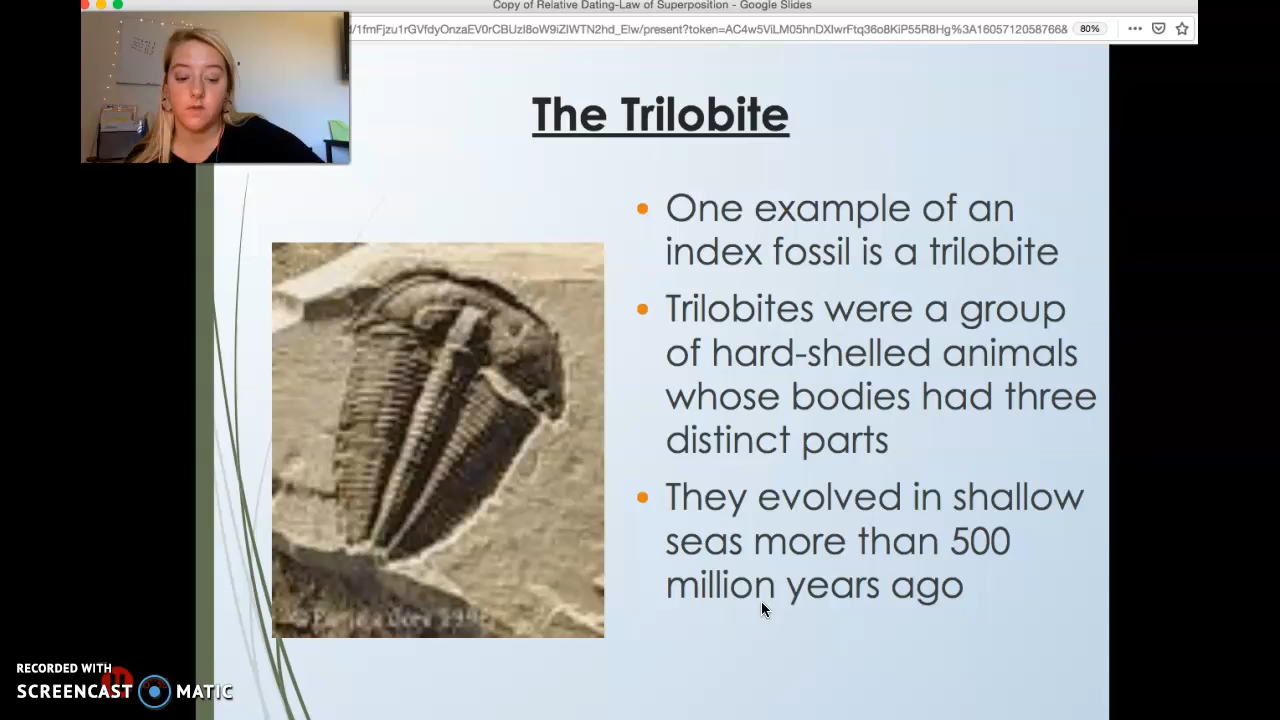 Copy of Relative Dating-Law of Superposition - Google Slides
d/1fmFjzu1rGVfdyOnzaEV0rCBUzI8oW9iZIWTN2hd_EIw/present?token=AC4w5ViLM05hnDXIwrFtq36o8KiP55R8Hg%3A1605712058766&
80%
The Trilobite
• One example of an
index fossil is a trilobite
• Trilobites were a group
of hard-shelled animals
whose bodies had three
distinct parts
• They evolved in shallow
seas more than 500
million years ago
RECORDED WITH
SCREENCAST MATIC